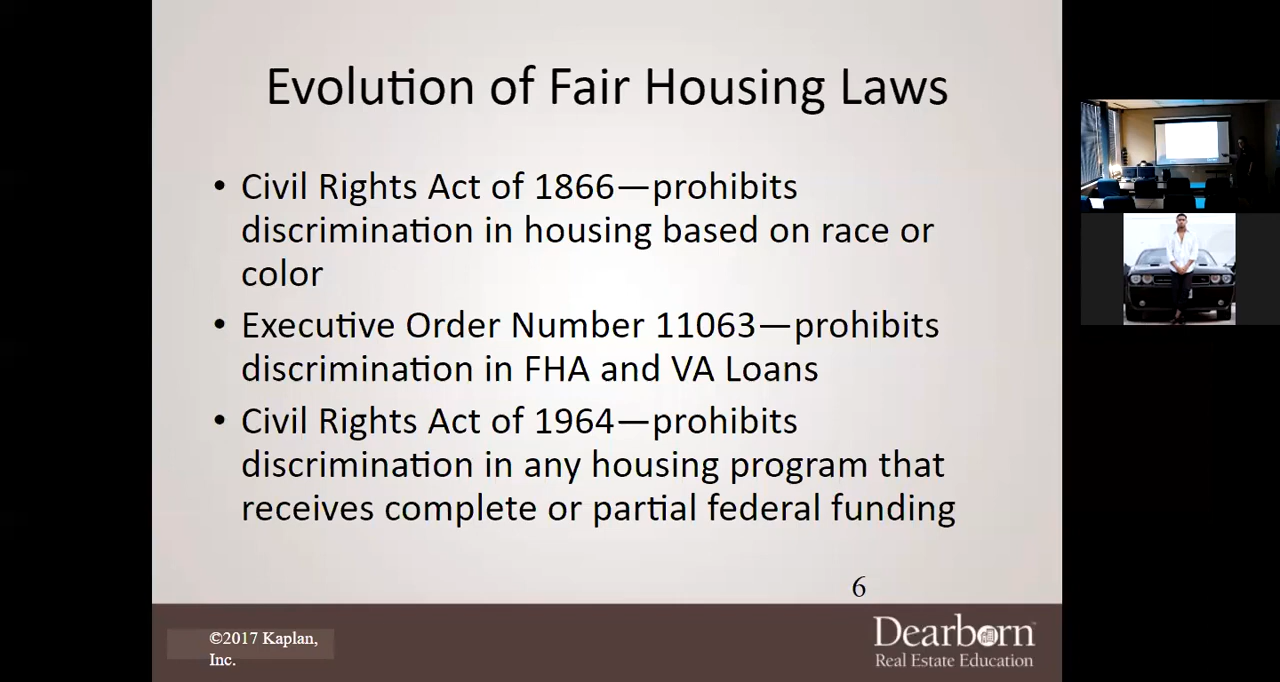 Evolution of Fair Housing Laws
• Civil Rights Act of 1866—prohibits
discrimination in housing based on race or
color
• Executive Order Number 11063—prohibits
discrimination in FHA and VA Loans
• Civil Rights Act of 1964—prohibits
discrimination in any housing program that
receives complete or partial federal funding
6
©2017 Kaplan,
Inc.
Dearborn™
Real Estate Education